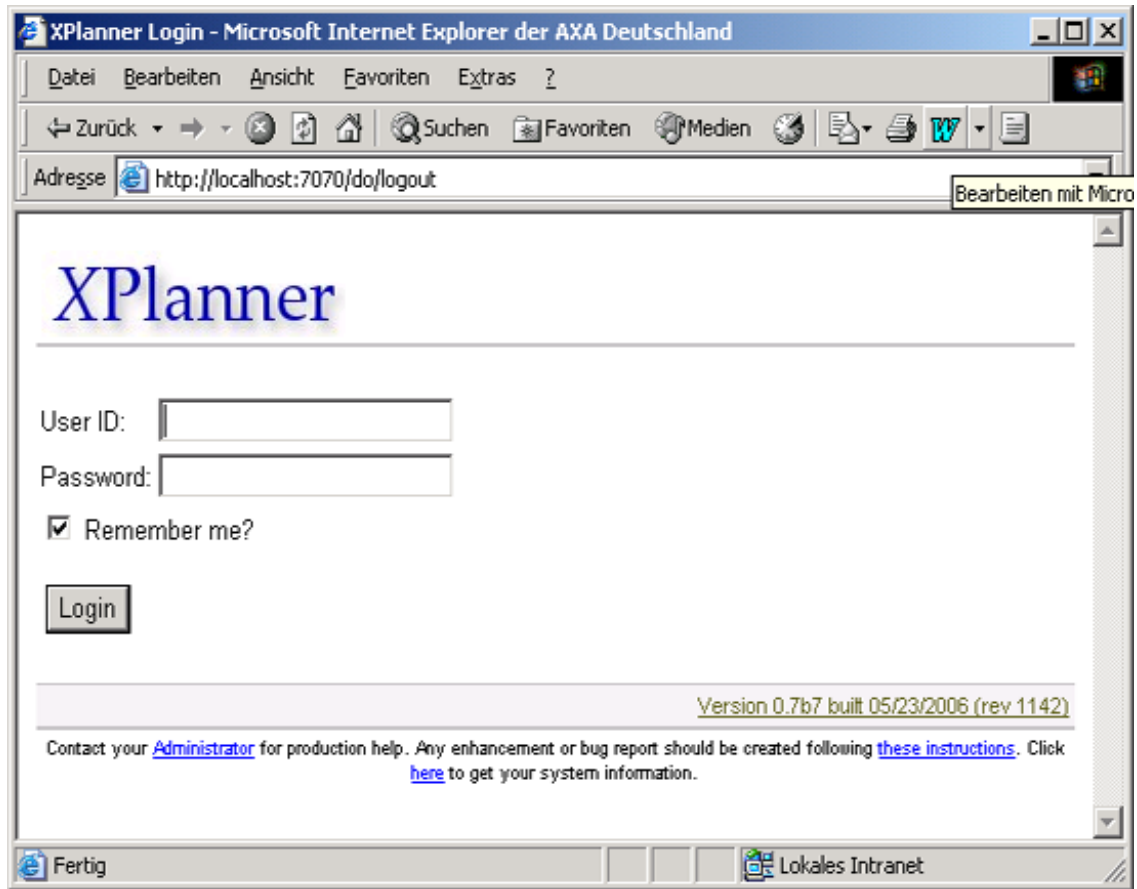 XPlanner Login - Microsoft Internet Explorer der AXA Deutschland
Datei Bearbeiten Ansicht Favoriten Extras ?
Zurück Suchen Favoriten Medien
Adresse http://localhost:7070/do/logout
Bearbeiten mit Micro
XPlanner
User ID:
Password:
Remember me?
Login
Version 0.7b7 built 05/23/2006 (rev 1142)
Contact your Administrator for production help. Any enhancement or bug report should be created following these instructions. Click
here to get your system information.
Fertig Lokales Intranet